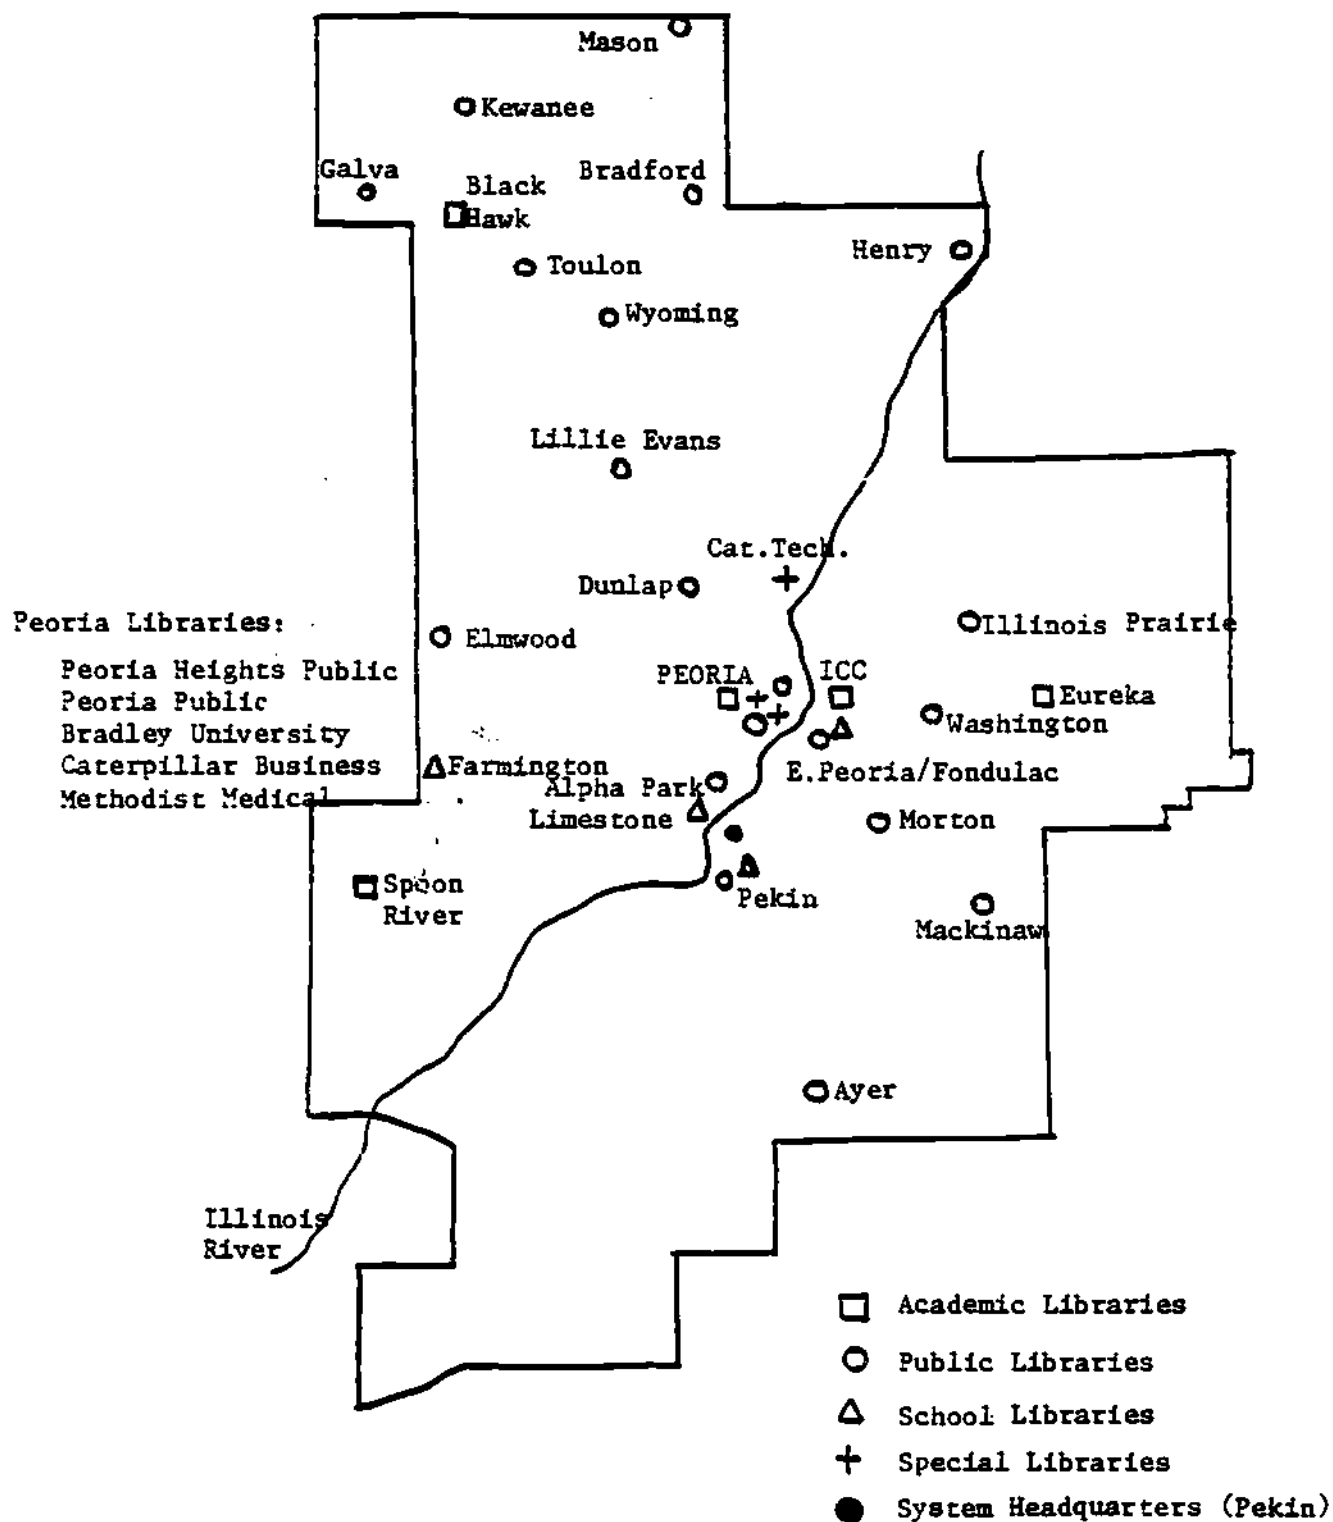 Mason
Kewanee
Galva
Bradford
Black
Hawk
Henry
Toulon
Wyoming
Lillie Evans
Cat.Tech.
Dunlap
Illinois Prairie
Peoria Libraries:
Elmwood
Peoria Heights Public
Peoria Public
Bradley University
Caterpillar Business
Methodist Medical
PEORIA
ICC
Eureka
Washington
Farmington
E.Peoria/Fondulac
Alpha Park
Limestone
Morton
Spoon
River
Pekin
Mackinaw
Ayer
Illinois
River
Academic Libraries
Public Libraries
School Libraries
Special Libraries
System Headquarters (Pekin)